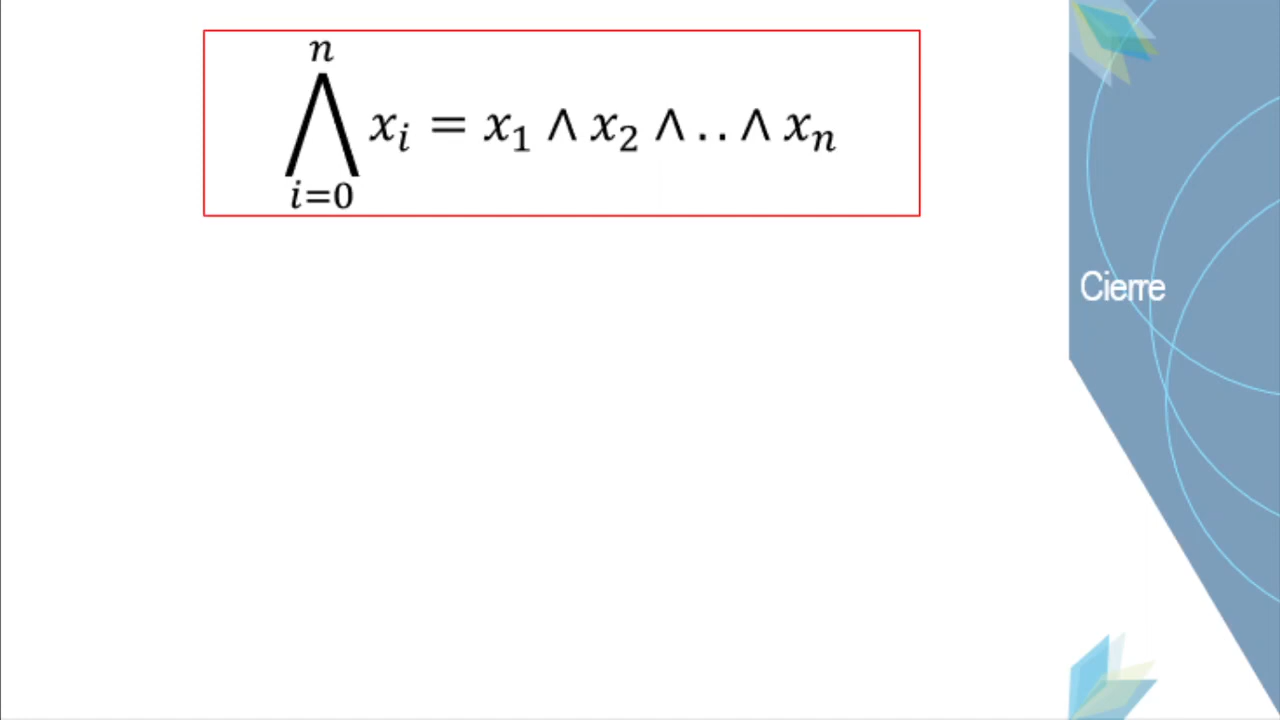 ⋀_{i=0}^{n} x_i = x_1 ∧ x_2 ∧ .. ∧ x_n
Cierre